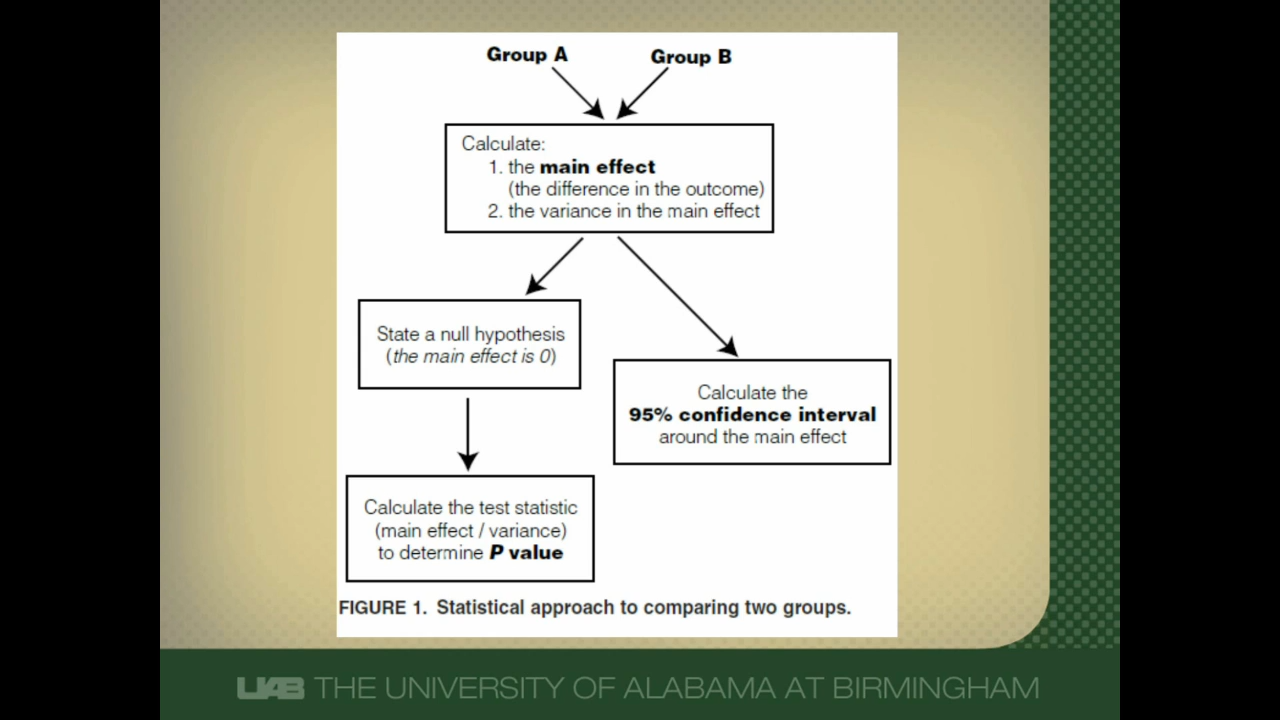 Group A
Group B
Calculate:
1. the main effect
(the difference in the outcome)
2. the variance in the main effect
State a null hypothesis
(the main effect is 0)
Calculate the
95% confidence interval
around the main effect
Calculate the test statistic
(main effect / variance)
to determine P value
FIGURE 1. Statistical approach to comparing two groups.
UAB THE UNIVERSITY OF ALABAMA AT BIRMINGHAM